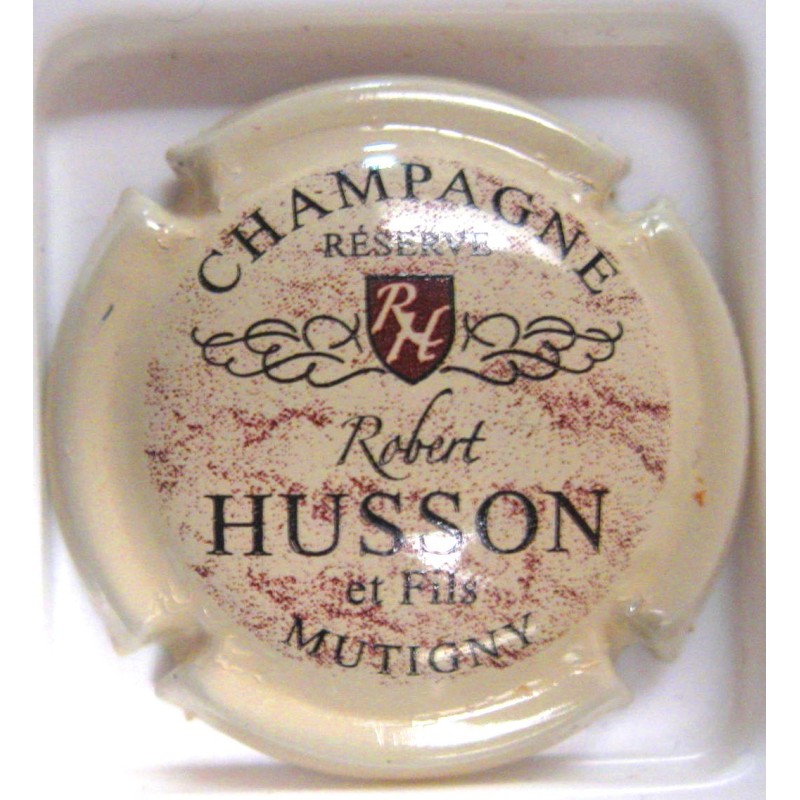 CHAMPAGNE
RÉSERVE
RH
Robert
HUSSON
et Fils
MUTIGNY